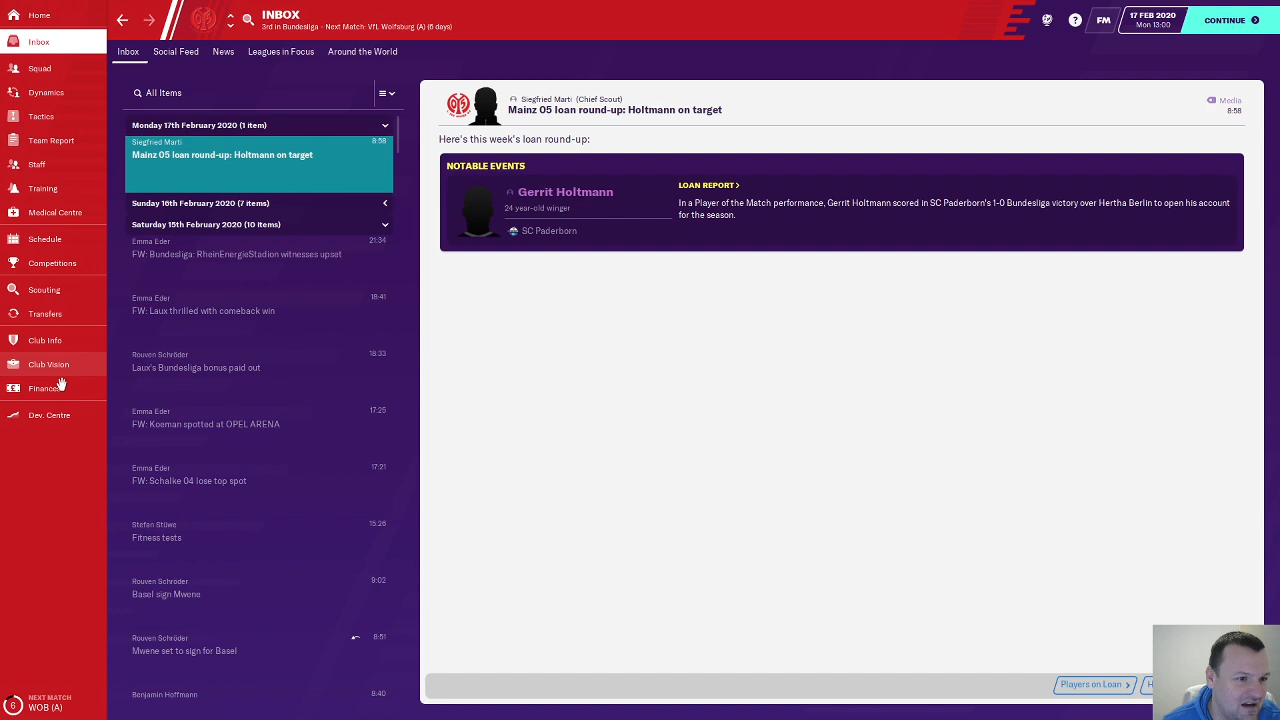 Home
Inbox
Squad
Dynamics
Tactics
Team Report
Staff
Training
Medical Centre
Schedule
Competitions
Scouting
Transfers
Club Info
Club Vision
Finances
Dev. Centre
6
NEXT MATCH
WOB (A)
INBOX
3rd in Bundesliga - Next Match: VfL Wolfsburg (A) (6 days)
?
FM
17 FEB 2020
Mon 13:00
CONTINUE
Inbox
Social Feed
News
Leagues in Focus
Around the World
All Items
Monday 17th February 2020 (1 item)
Siegfried Marti
8:58
Mainz 05 loan round-up: Holtmann on target
Sunday 16th February 2020 (7 items)
Saturday 15th February 2020 (10 items)
Emma Eder
21:34
FW: Bundesliga: RheinEnergieStadion witnesses upset
Emma Eder
18:41
FW: Laux thrilled with comeback win
Rouven Schröder
18:33
Laux's Bundesliga bonus paid out
Emma Eder
17:25
FW: Koeman spotted at OPEL ARENA
Emma Eder
17:21
FW: Schalke 04 lose top spot
Stefan Stüwe
15:26
Fitness tests
Rouven Schröder
9:02
Basel sign Mwene
Rouven Schröder
8:51
Mwene set to sign for Basel
Benjamin Hoffmann
8:40
Siegfried Marti (Chief Scout)
Mainz 05 loan round-up: Holtmann on target
Media
8:58
Here's this week's loan round-up:
NOTABLE EVENTS
Gerrit Holtmann
24 year-old winger
SC Paderborn
LOAN REPORT
In a Player of the Match performance, Gerrit Holtmann scored in SC Paderborn's 1-0 Bundesliga victory over Hertha Berlin to open his account
for the season.
Players on Loan